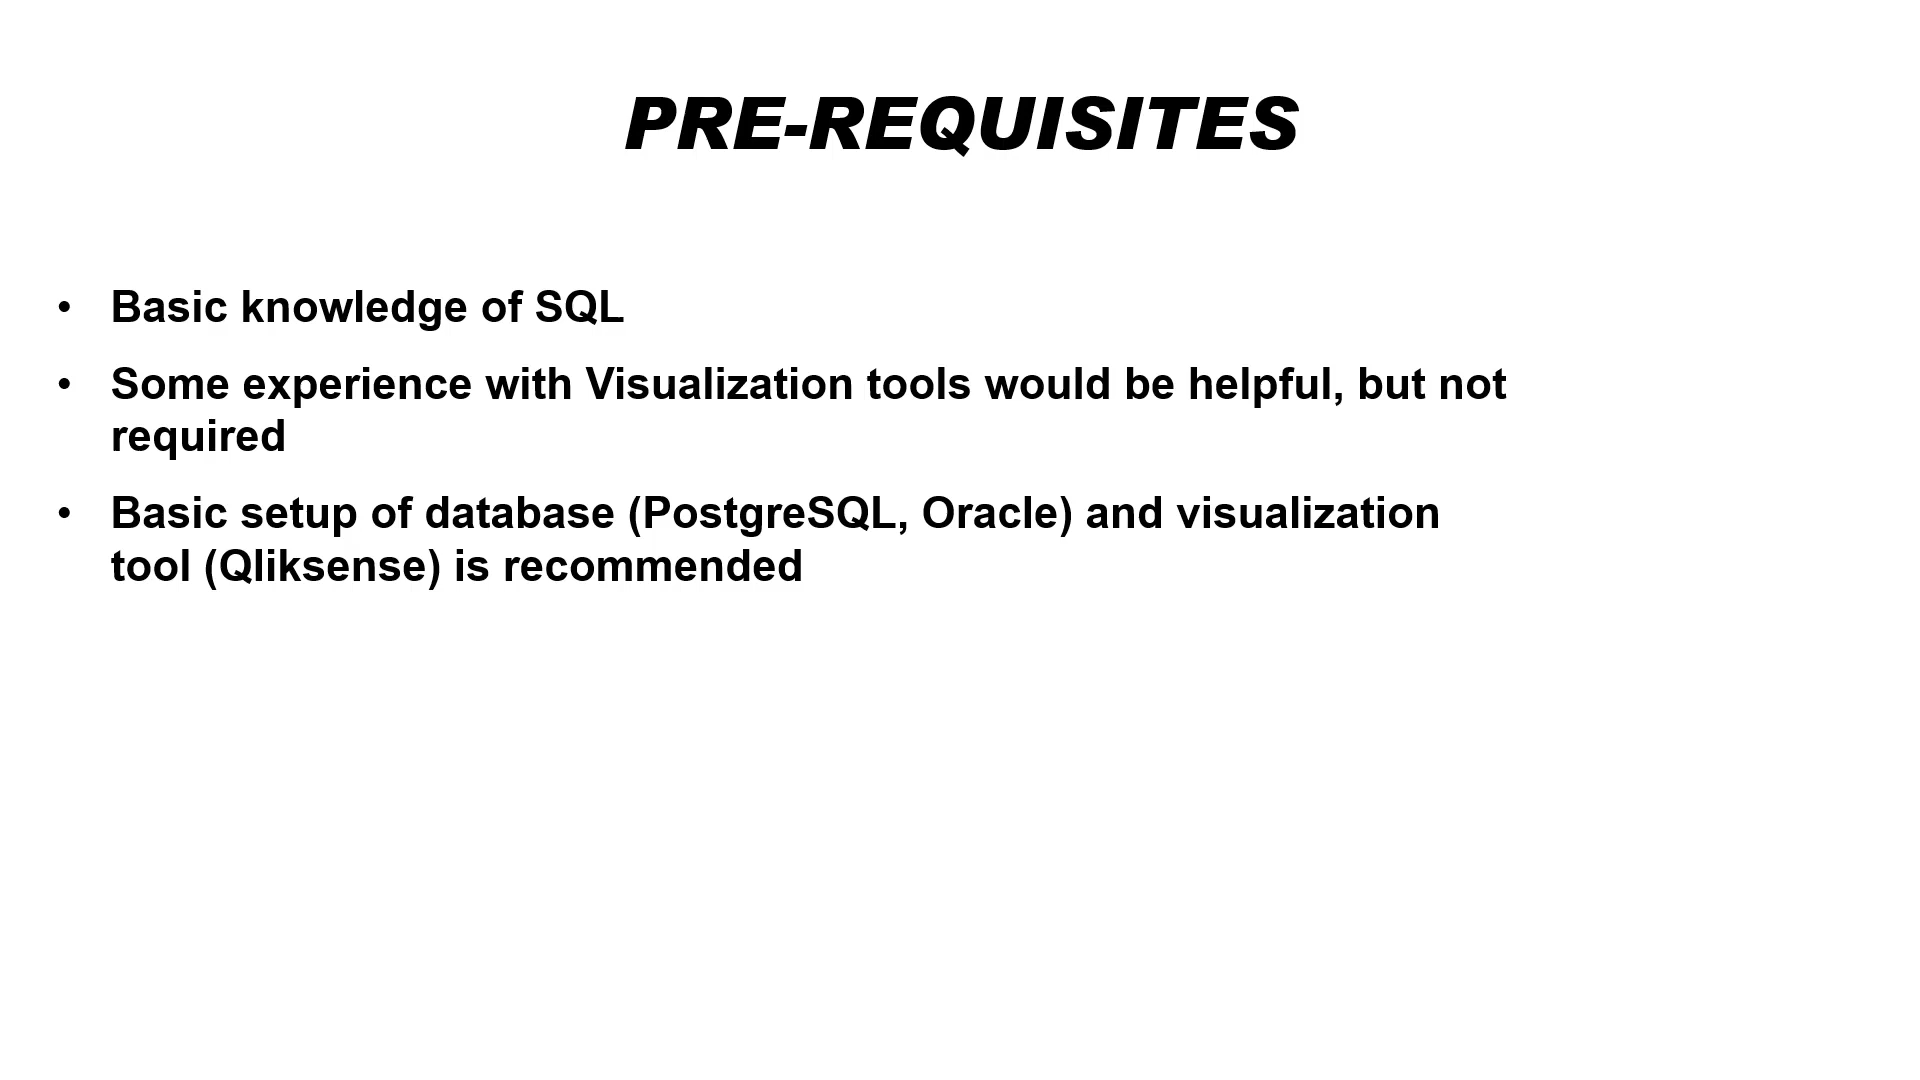 PRE-REQUISITES
• Basic knowledge of SQL
• Some experience with Visualization tools would be helpful, but not
required
• Basic setup of database (PostgreSQL, Oracle) and visualization
tool (Qliksense) is recommended